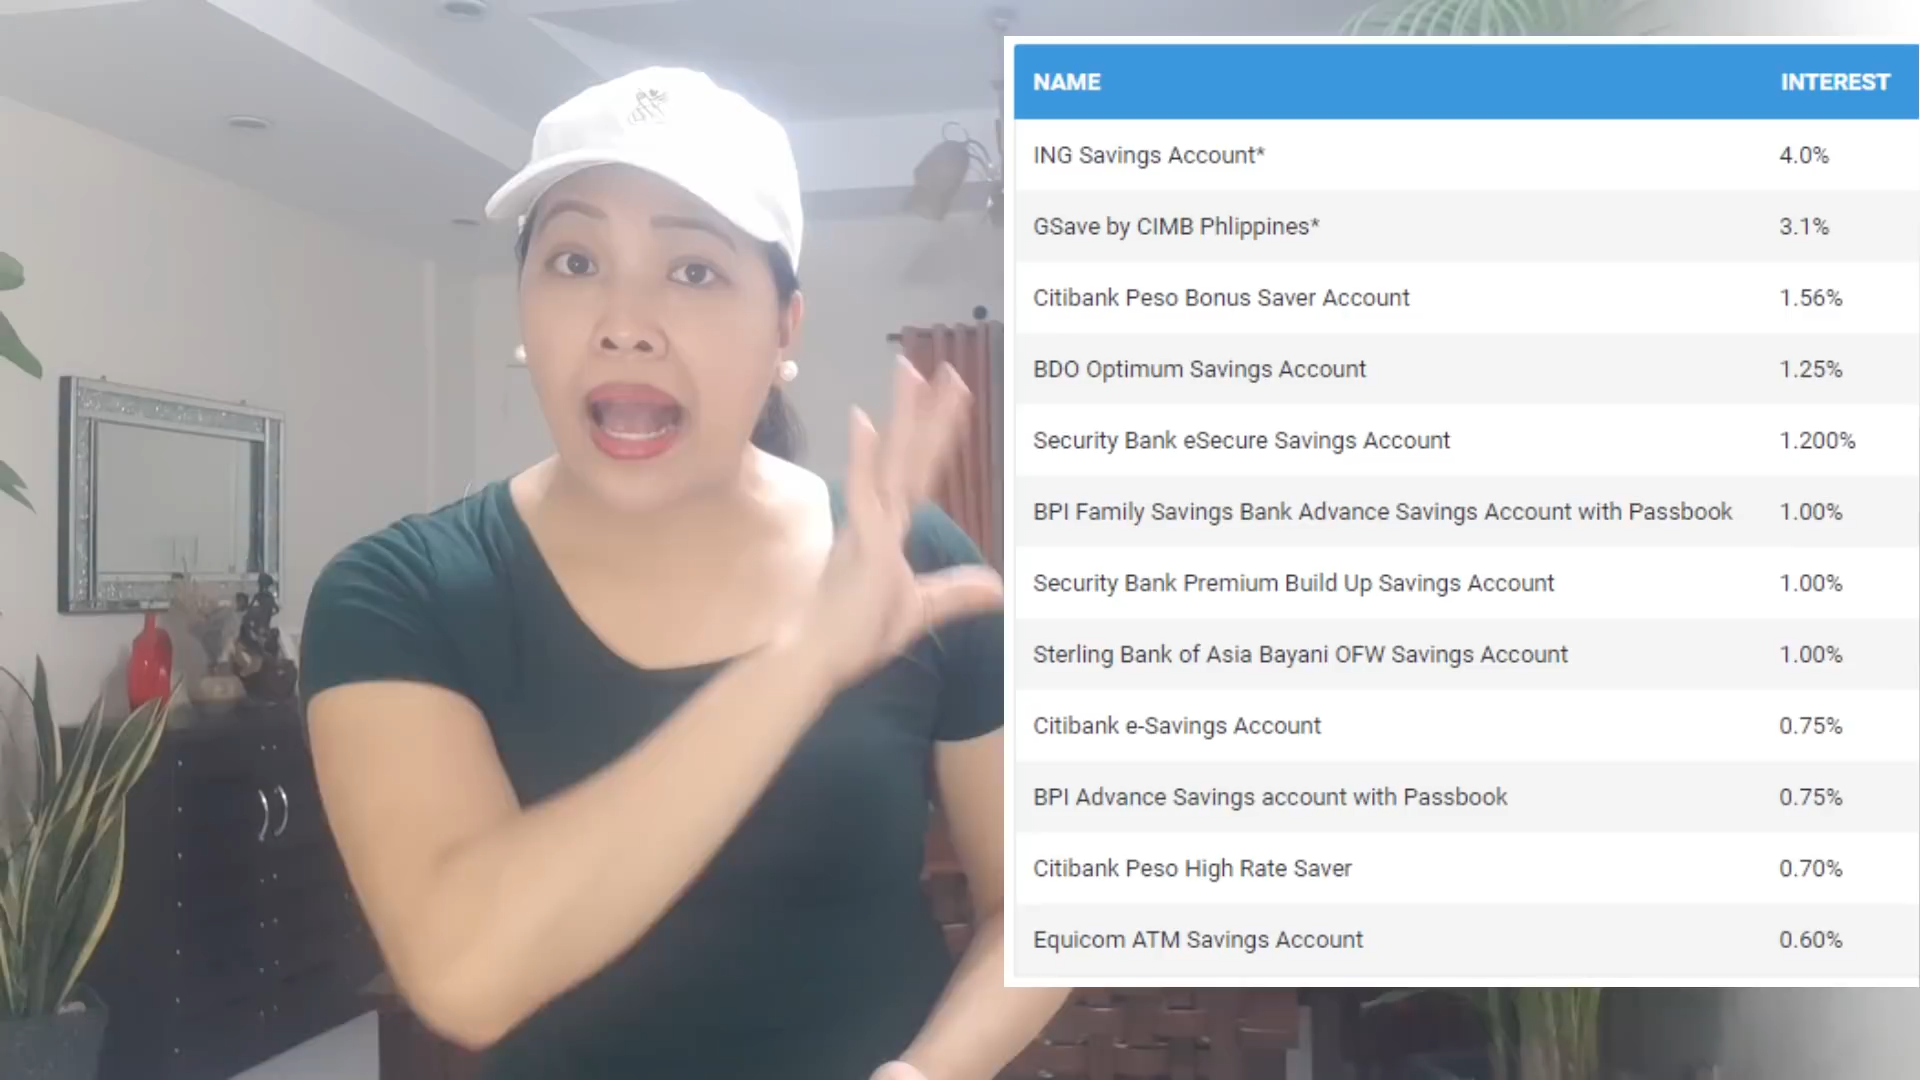 NAME INTEREST
ING Savings Account* 4.0%
GSave by CIMB Phlippines* 3.1%
Citibank Peso Bonus Saver Account 1.56%
BDO Optimum Savings Account 1.25%
Security Bank eSecure Savings Account 1.200%
BPI Family Savings Bank Advance Savings Account with Passbook 1.00%
Security Bank Premium Build Up Savings Account 1.00%
Sterling Bank of Asia Bayani OFW Savings Account 1.00%
Citibank e-Savings Account 0.75%
BPI Advance Savings account with Passbook 0.75%
Citibank Peso High Rate Saver 0.70%
Equicom ATM Savings Account 0.60%